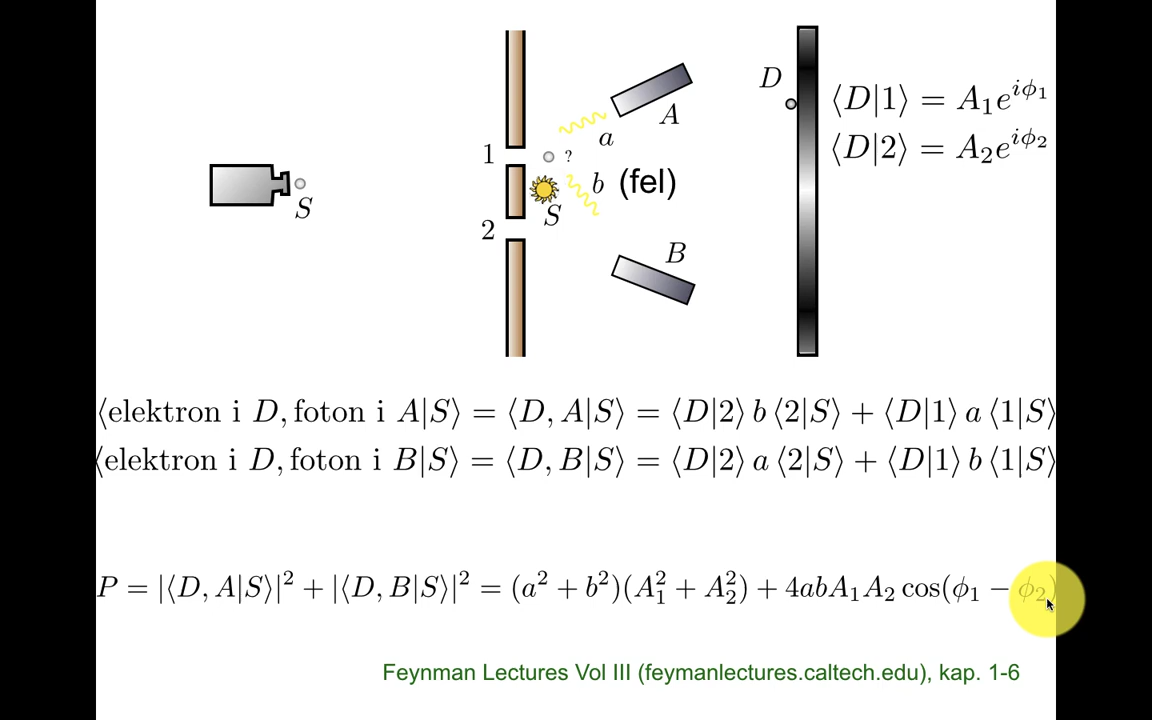 D
⟨D|1⟩ = A₁e^{iϕ₁}
⟨D|2⟩ = A₂e^{iϕ₂}
A
a
1
?
b (fel)
S
S
2
B
⟨elektron i D, foton i A|S⟩ = ⟨D, A|S⟩ = ⟨D|2⟩ b ⟨2|S⟩ + ⟨D|1⟩ a ⟨1|S⟩
⟨elektron i D, foton i B|S⟩ = ⟨D, B|S⟩ = ⟨D|2⟩ a ⟨2|S⟩ + ⟨D|1⟩ b ⟨1|S⟩
P = |⟨D, A|S⟩|² + |⟨D, B|S⟩|² = (a² + b²)(A₁² + A₂²) + 4abA₁A₂ cos(ϕ₁ − ϕ₂)
Feynman Lectures Vol III (feymanlectures.caltech.edu), kap. 1-6